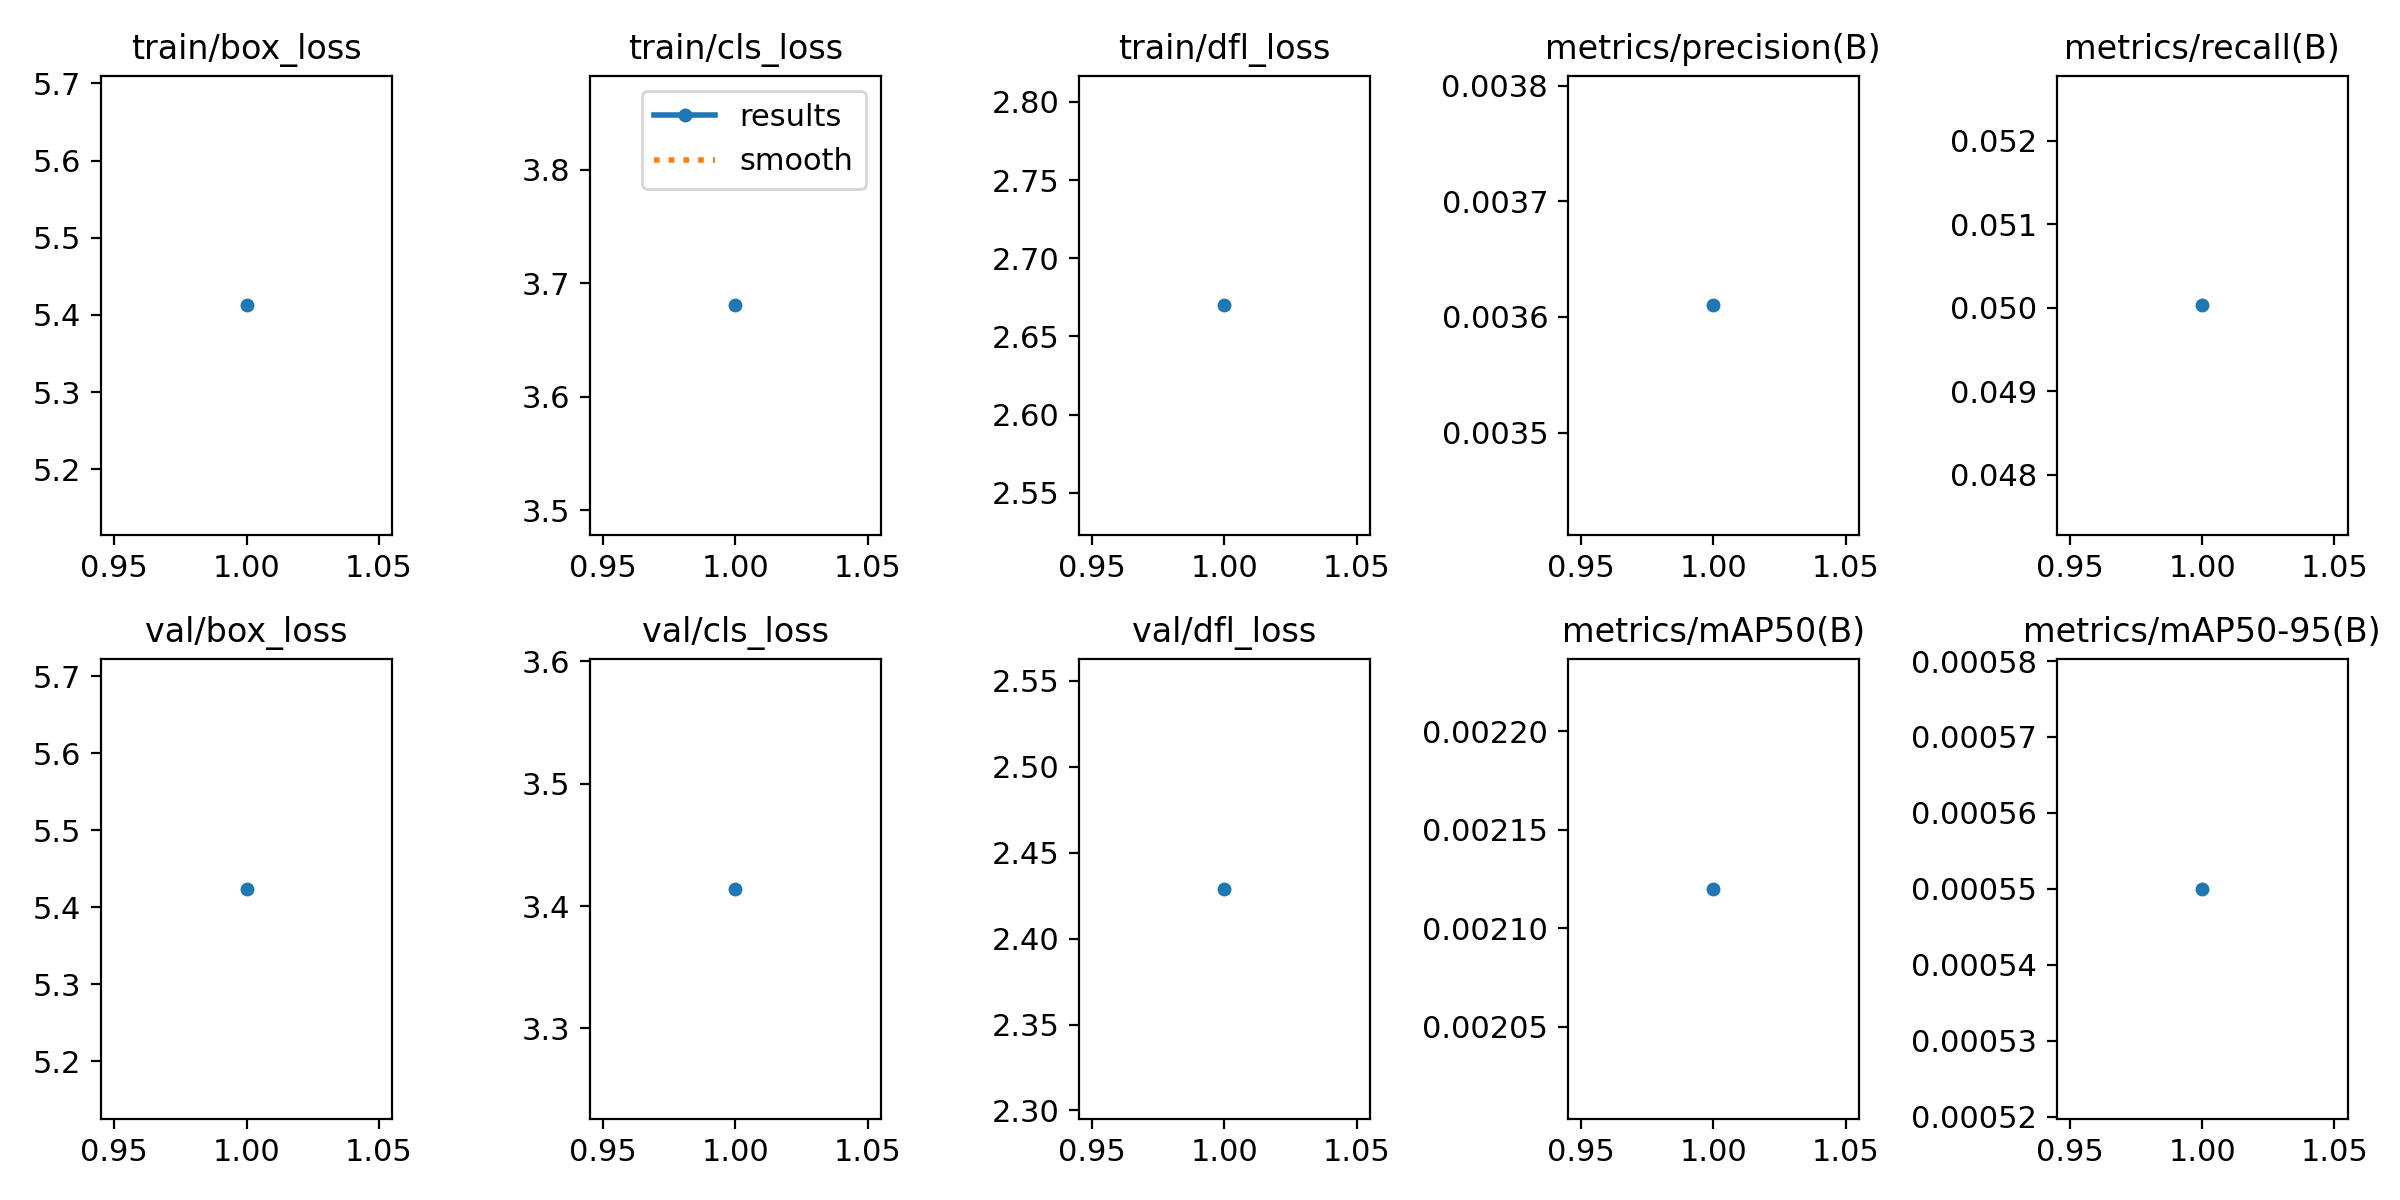 train/box_loss
5.7
5.6
5.5
5.4
5.3
5.2
0.95 1.00 1.05
train/cls_loss
results
smooth
3.8
3.7
3.6
3.5
0.95 1.00 1.05
train/dfl_loss
2.80
2.75
2.70
2.65
2.60
2.55
0.95 1.00 1.05
metrics/precision(B)
0.0038
0.0037
0.0036
0.0035
0.95 1.00 1.05
metrics/recall(B)
0.052
0.051
0.050
0.049
0.048
0.95 1.00 1.05
val/box_loss
5.7
5.6
5.5
5.4
5.3
5.2
0.95 1.00 1.05
val/cls_loss
3.6
3.5
3.4
3.3
0.95 1.00 1.05
val/dfl_loss
2.55
2.50
2.45
2.40
2.35
2.30
0.95 1.00 1.05
metrics/mAP50(B)
0.00220
0.00215
0.00210
0.00205
0.95 1.00 1.05
metrics/mAP50-95(B)
0.00058
0.00057
0.00056
0.00055
0.00054
0.00053
0.00052
0.95 1.00 1.05